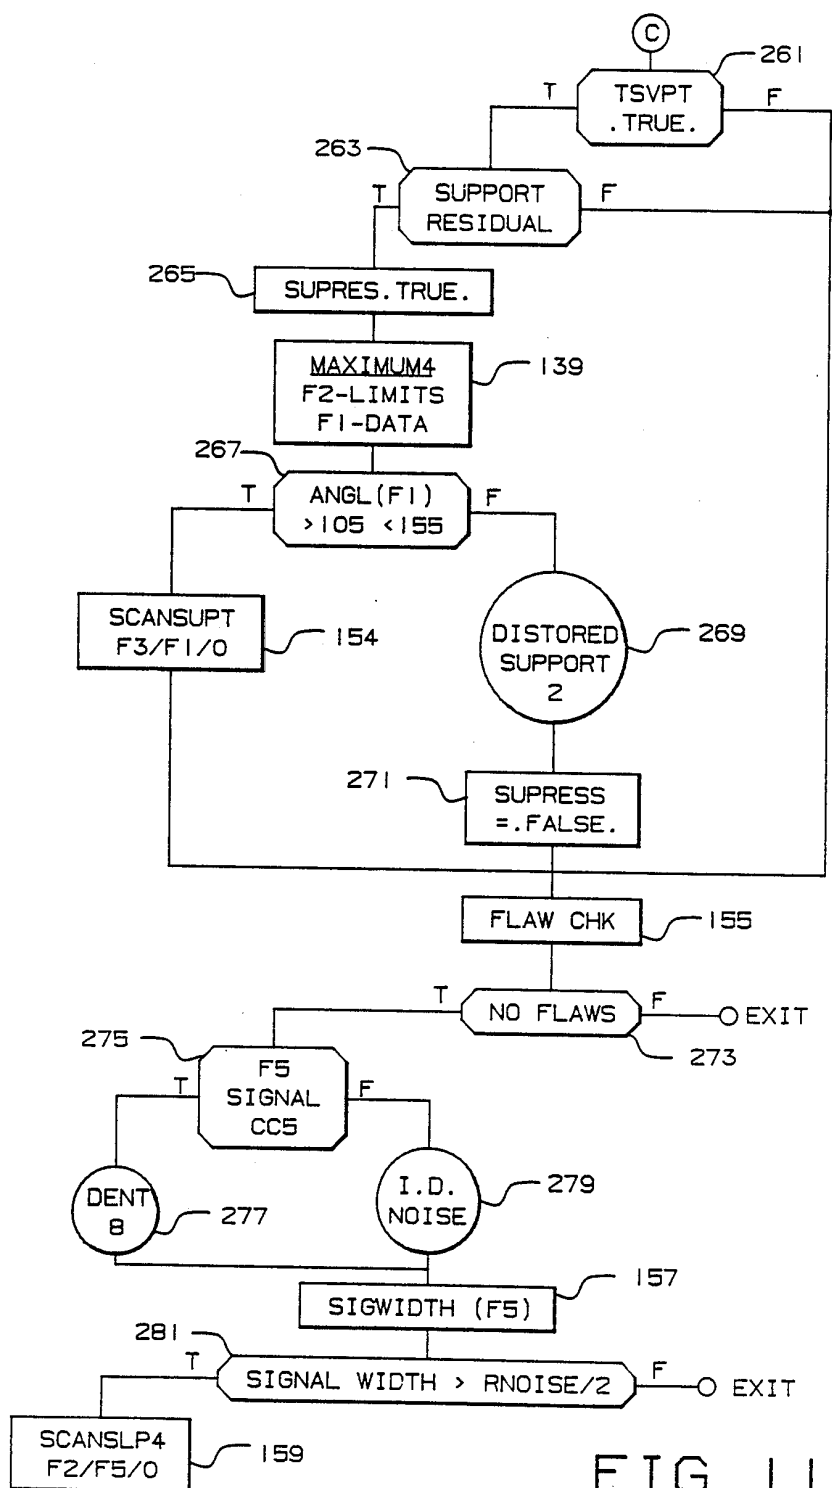 C
261
T
TSVPT
.TRUE.
F
263
T
SUPPORT
RESIDUAL
F
265
SUPRES.TRUE.
MAXIMUM4
F2-LIMITS
F1-DATA
139
267
T
ANGL(F1)
>105 <155
F
SCANSUPT
F3/F1/0
154
DISTORED
SUPPORT
2
269
271
SUPRESS
=.FALSE.
FLAW CHK
155
T
NO FLAWS
F
EXIT
273
275
T
F5
SIGNAL
CC5
F
DENT
8
277
I.D.
NOISE
279
157
SIGWIDTH (F5)
281
T
SIGNAL WIDTH > RNOISE/2
F
EXIT
SCANSLP4
F2/F5/0
159
FIG 11